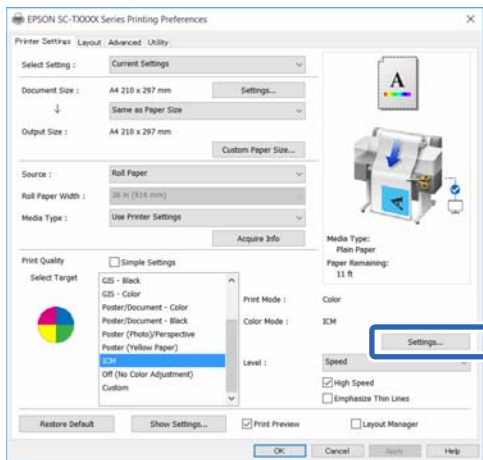 EPSON SC-TXXXX Series Printing Preferences
Printer Settings Layout Advanced Utility
Select Setting : Current Settings
Document Size : A4 210 x 297 mm Settings...
Same as Paper Size
Output Size : A4 210 x 297 mm
Custom Paper Size...
Source : Roll Paper
Roll Paper Width : 36 in (914 mm)
Media Type : Use Printer Settings
Acquire Info
A
Media Type:
Plain Paper
Paper Remaining:
11 ft
Print Quality Simple Settings
Select Target
GIS - Black
GIS - Color
Poster/Document - Color
Poster/Document - Black
Poster (Photo)/Perspective
Poster (Yellow Paper)
ICM
Off (No Color Adjustment)
Custom
Print Mode : Color
Color Mode : ICM
Settings...
Level : Speed
High Speed
Emphasize Thin Lines
Restore Default Show Settings... Print Preview Layout Manager
OK Cancel Apply Help